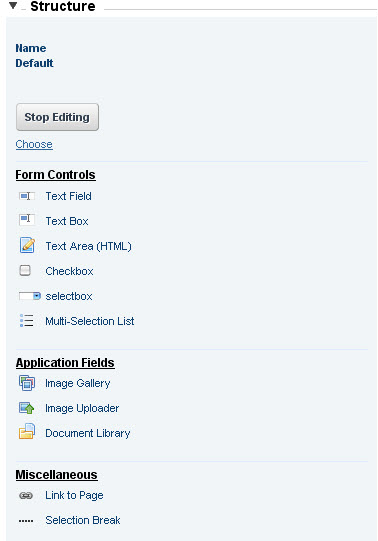 Structure
Name
Default
Stop Editing
Choose
Form Controls
Text Field
Text Box
Text Area (HTML)
Checkbox
selectbox
Multi-Selection List
Application Fields
Image Gallery
Image Uploader
Document Library
Miscellaneous
Link to Page
Selection Break